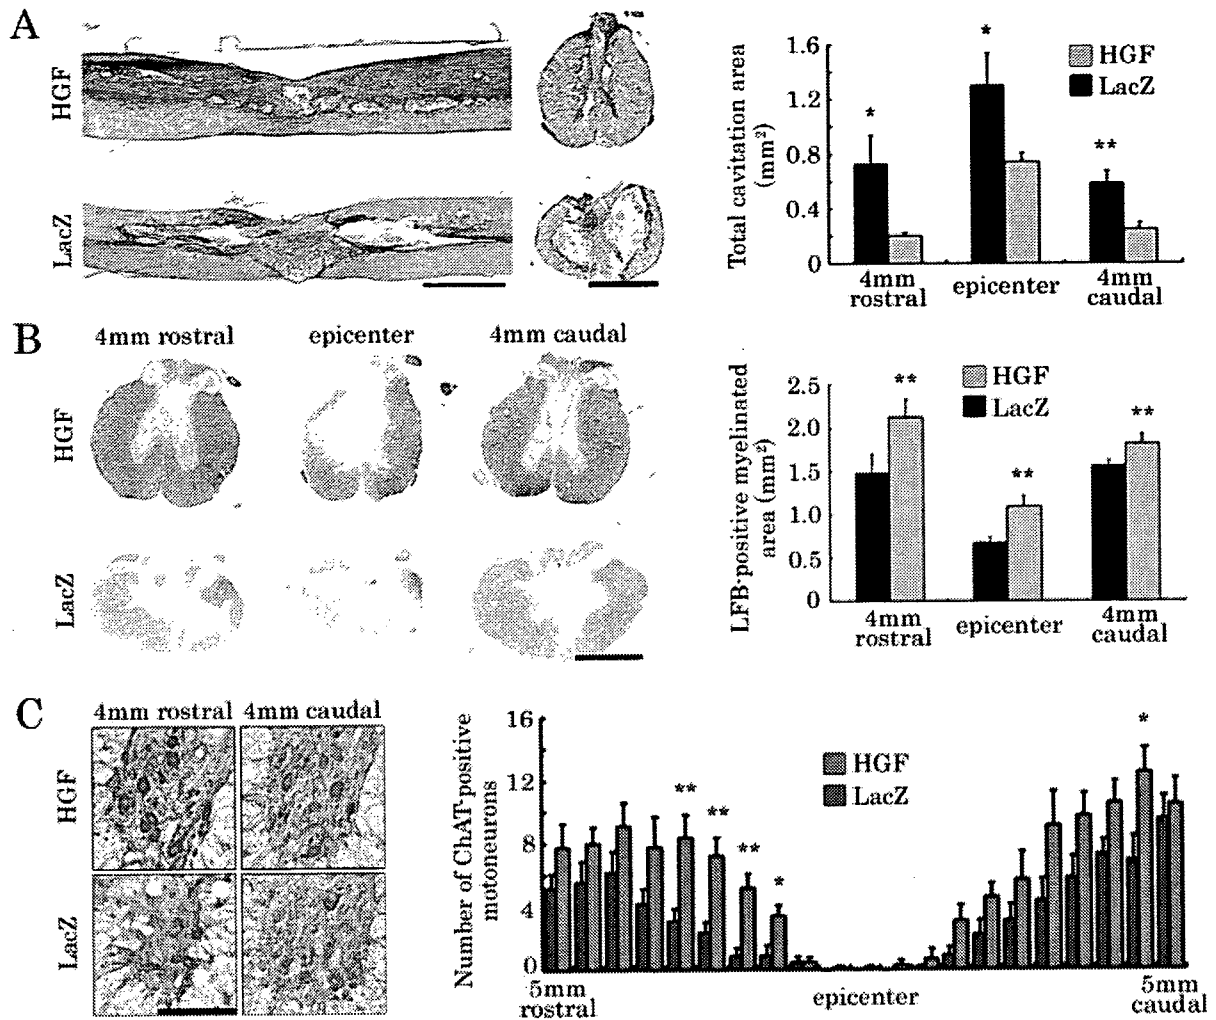 A
HGF
LacZ
Total cavitation area
(mm²)
1.6
1.2
0.8
0.4
0
*
*
**
HGF
LacZ
4mm
rostral
epicenter
4mm
caudal
B
4mm rostral
epicenter
4mm caudal
HGF
LacZ
LFB-positive myelinated
area (mm²)
2.5
2.0
1.5
1.0
0.5
0
**
**
**
HGF
LacZ
4mm
rostral
epicenter
4mm
caudal
C
4mm rostral
4mm caudal
HGF
LacZ
Number of ChAT-positive
motoneurons
16
12
8
4
0
**
**
**
*
*
HGF
LacZ
5mm
rostral
epicenter
5mm
caudal